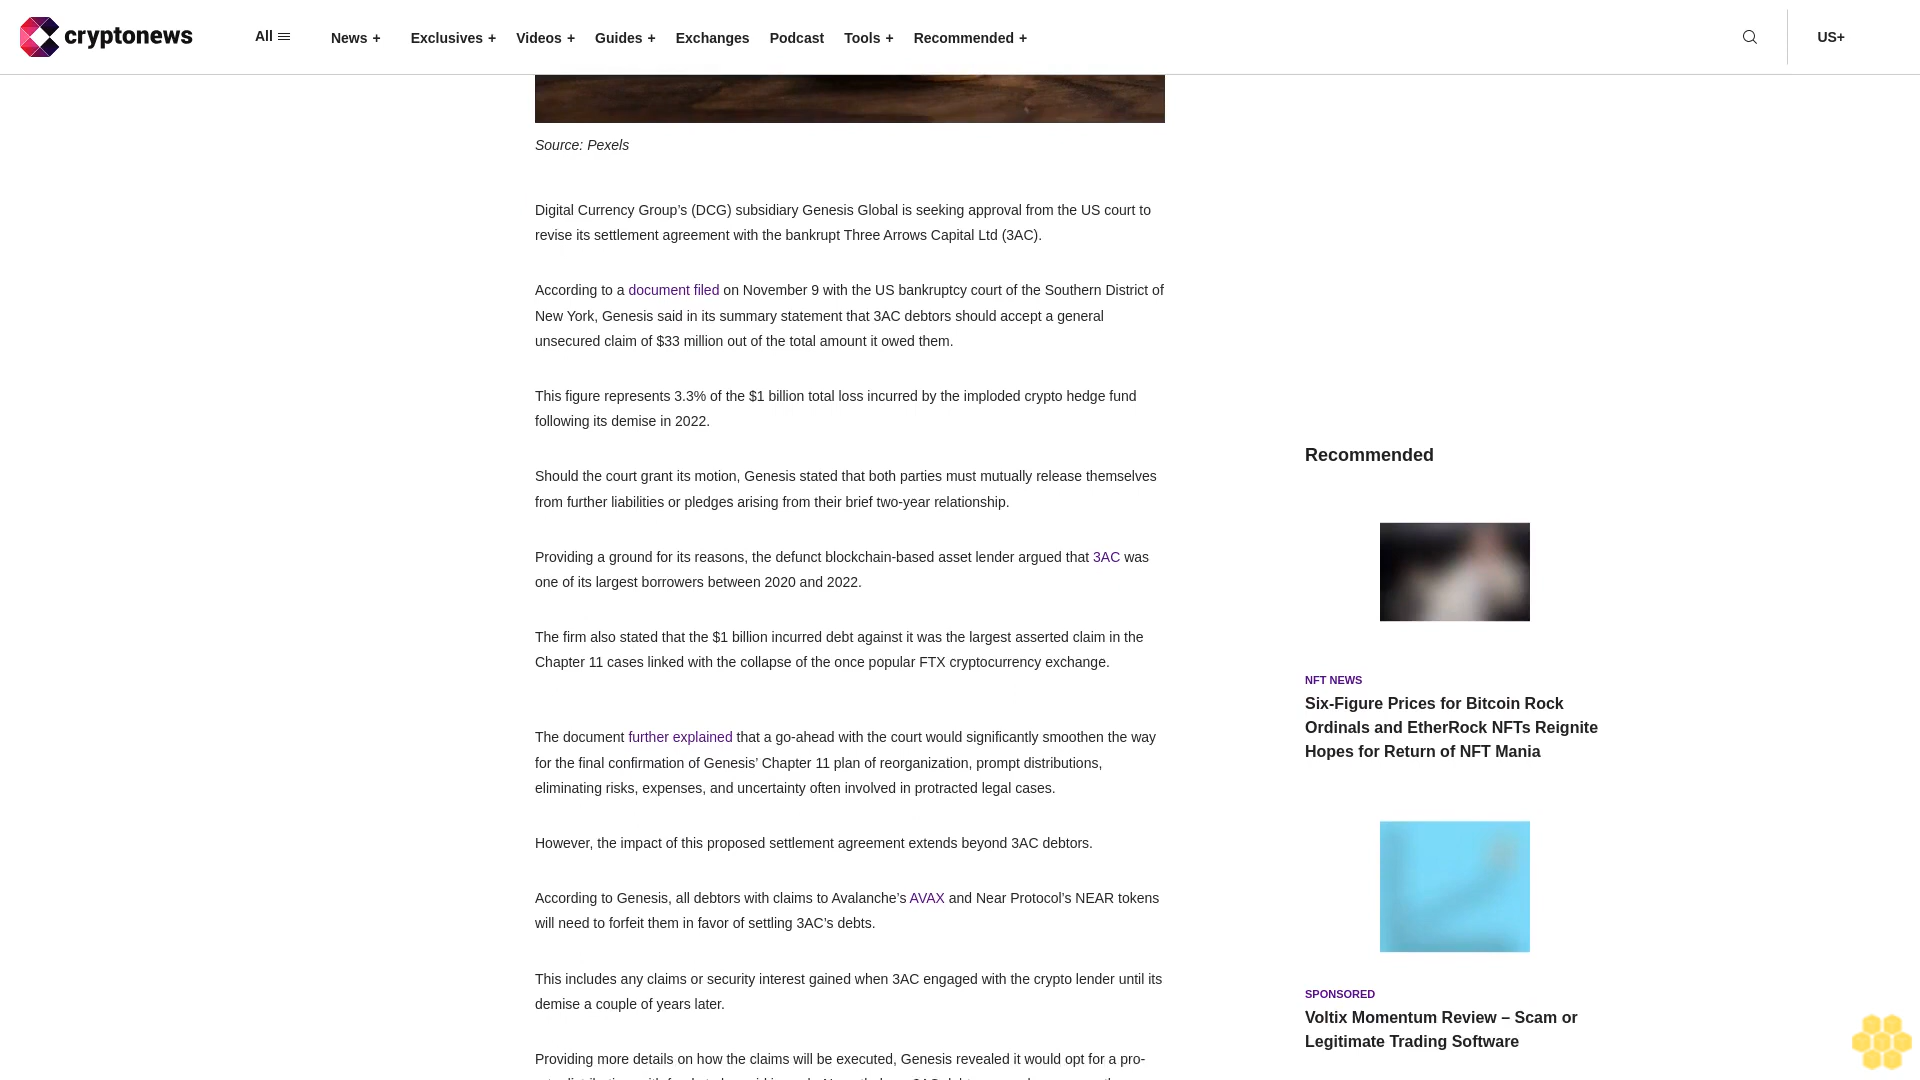 cryptonews
All
News +
Exclusives +
Videos +
Guides +
Exchanges
Podcast
Tools +
Recommended +
US+
Source: Pexels
Digital Currency Group’s (DCG) subsidiary Genesis Global is seeking approval from the US court to
revise its settlement agreement with the bankrupt Three Arrows Capital Ltd (3AC).
According to a document filed on November 9 with the US bankruptcy court of the Southern District of
New York, Genesis said in its summary statement that 3AC debtors should accept a general
unsecured claim of $33 million out of the total amount it owed them.
This figure represents 3.3% of the $1 billion total loss incurred by the imploded crypto hedge fund
following its demise in 2022.
Should the court grant its motion, Genesis stated that both parties must mutually release themselves
from further liabilities or pledges arising from their brief two-year relationship.
Providing a ground for its reasons, the defunct blockchain-based asset lender argued that 3AC was
one of its largest borrowers between 2020 and 2022.
The firm also stated that the $1 billion incurred debt against it was the largest asserted claim in the
Chapter 11 cases linked with the collapse of the once popular FTX cryptocurrency exchange.
The document further explained that a go-ahead with the court would significantly smoothen the way
for the final confirmation of Genesis’ Chapter 11 plan of reorganization, prompt distributions,
eliminating risks, expenses, and uncertainty often involved in protracted legal cases.
However, the impact of this proposed settlement agreement extends beyond 3AC debtors.
According to Genesis, all debtors with claims to Avalanche’s AVAX and Near Protocol’s NEAR tokens
will need to forfeit them in favor of settling 3AC’s debts.
This includes any claims or security interest gained when 3AC engaged with the crypto lender until its
demise a couple of years later.
Providing more details on how the claims will be executed, Genesis revealed it would opt for a pro-
Recommended
NFT NEWS
Six-Figure Prices for Bitcoin Rock
Ordinals and EtherRock NFTs Reignite
Hopes for Return of NFT Mania
SPONSORED
Voltix Momentum Review – Scam or
Legitimate Trading Software